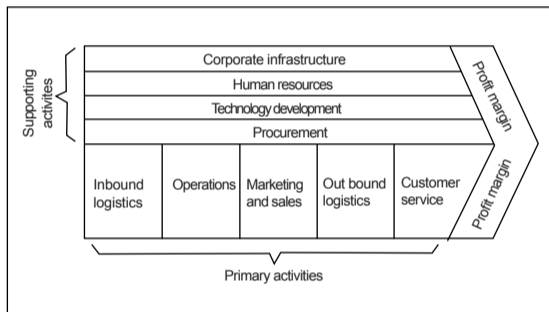 Supporting
activites
Corporate infrastructure
Human resources
Technology development
Procurement
Profit margin
Inbound
logistics
Operations
Marketing
and sales
Out bound
logistics
Customer
service
Profit margin
Primary activities